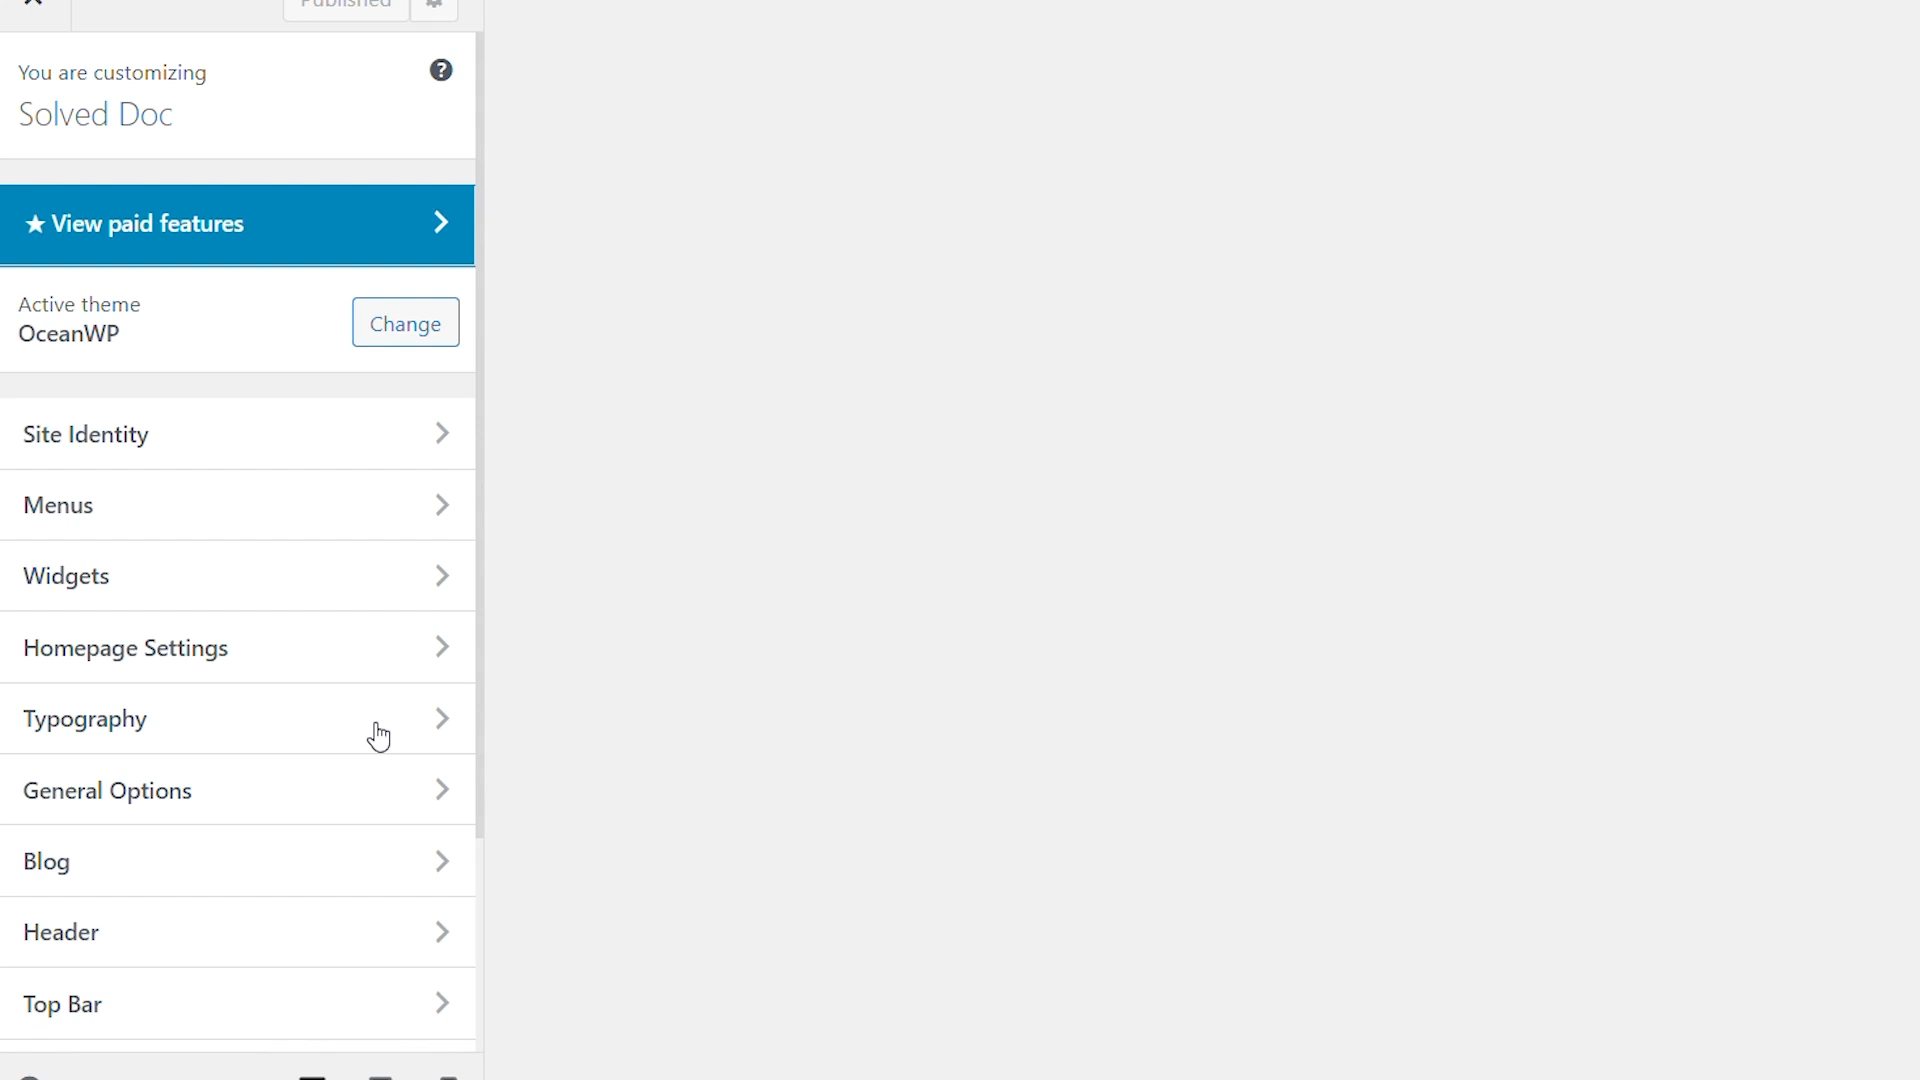 Published
You are customizing
Solved Doc
★ View paid features
Active theme
OceanWP
Change
Site Identity
Menus
Widgets
Homepage Settings
Typography
General Options
Blog
Header
Top Bar